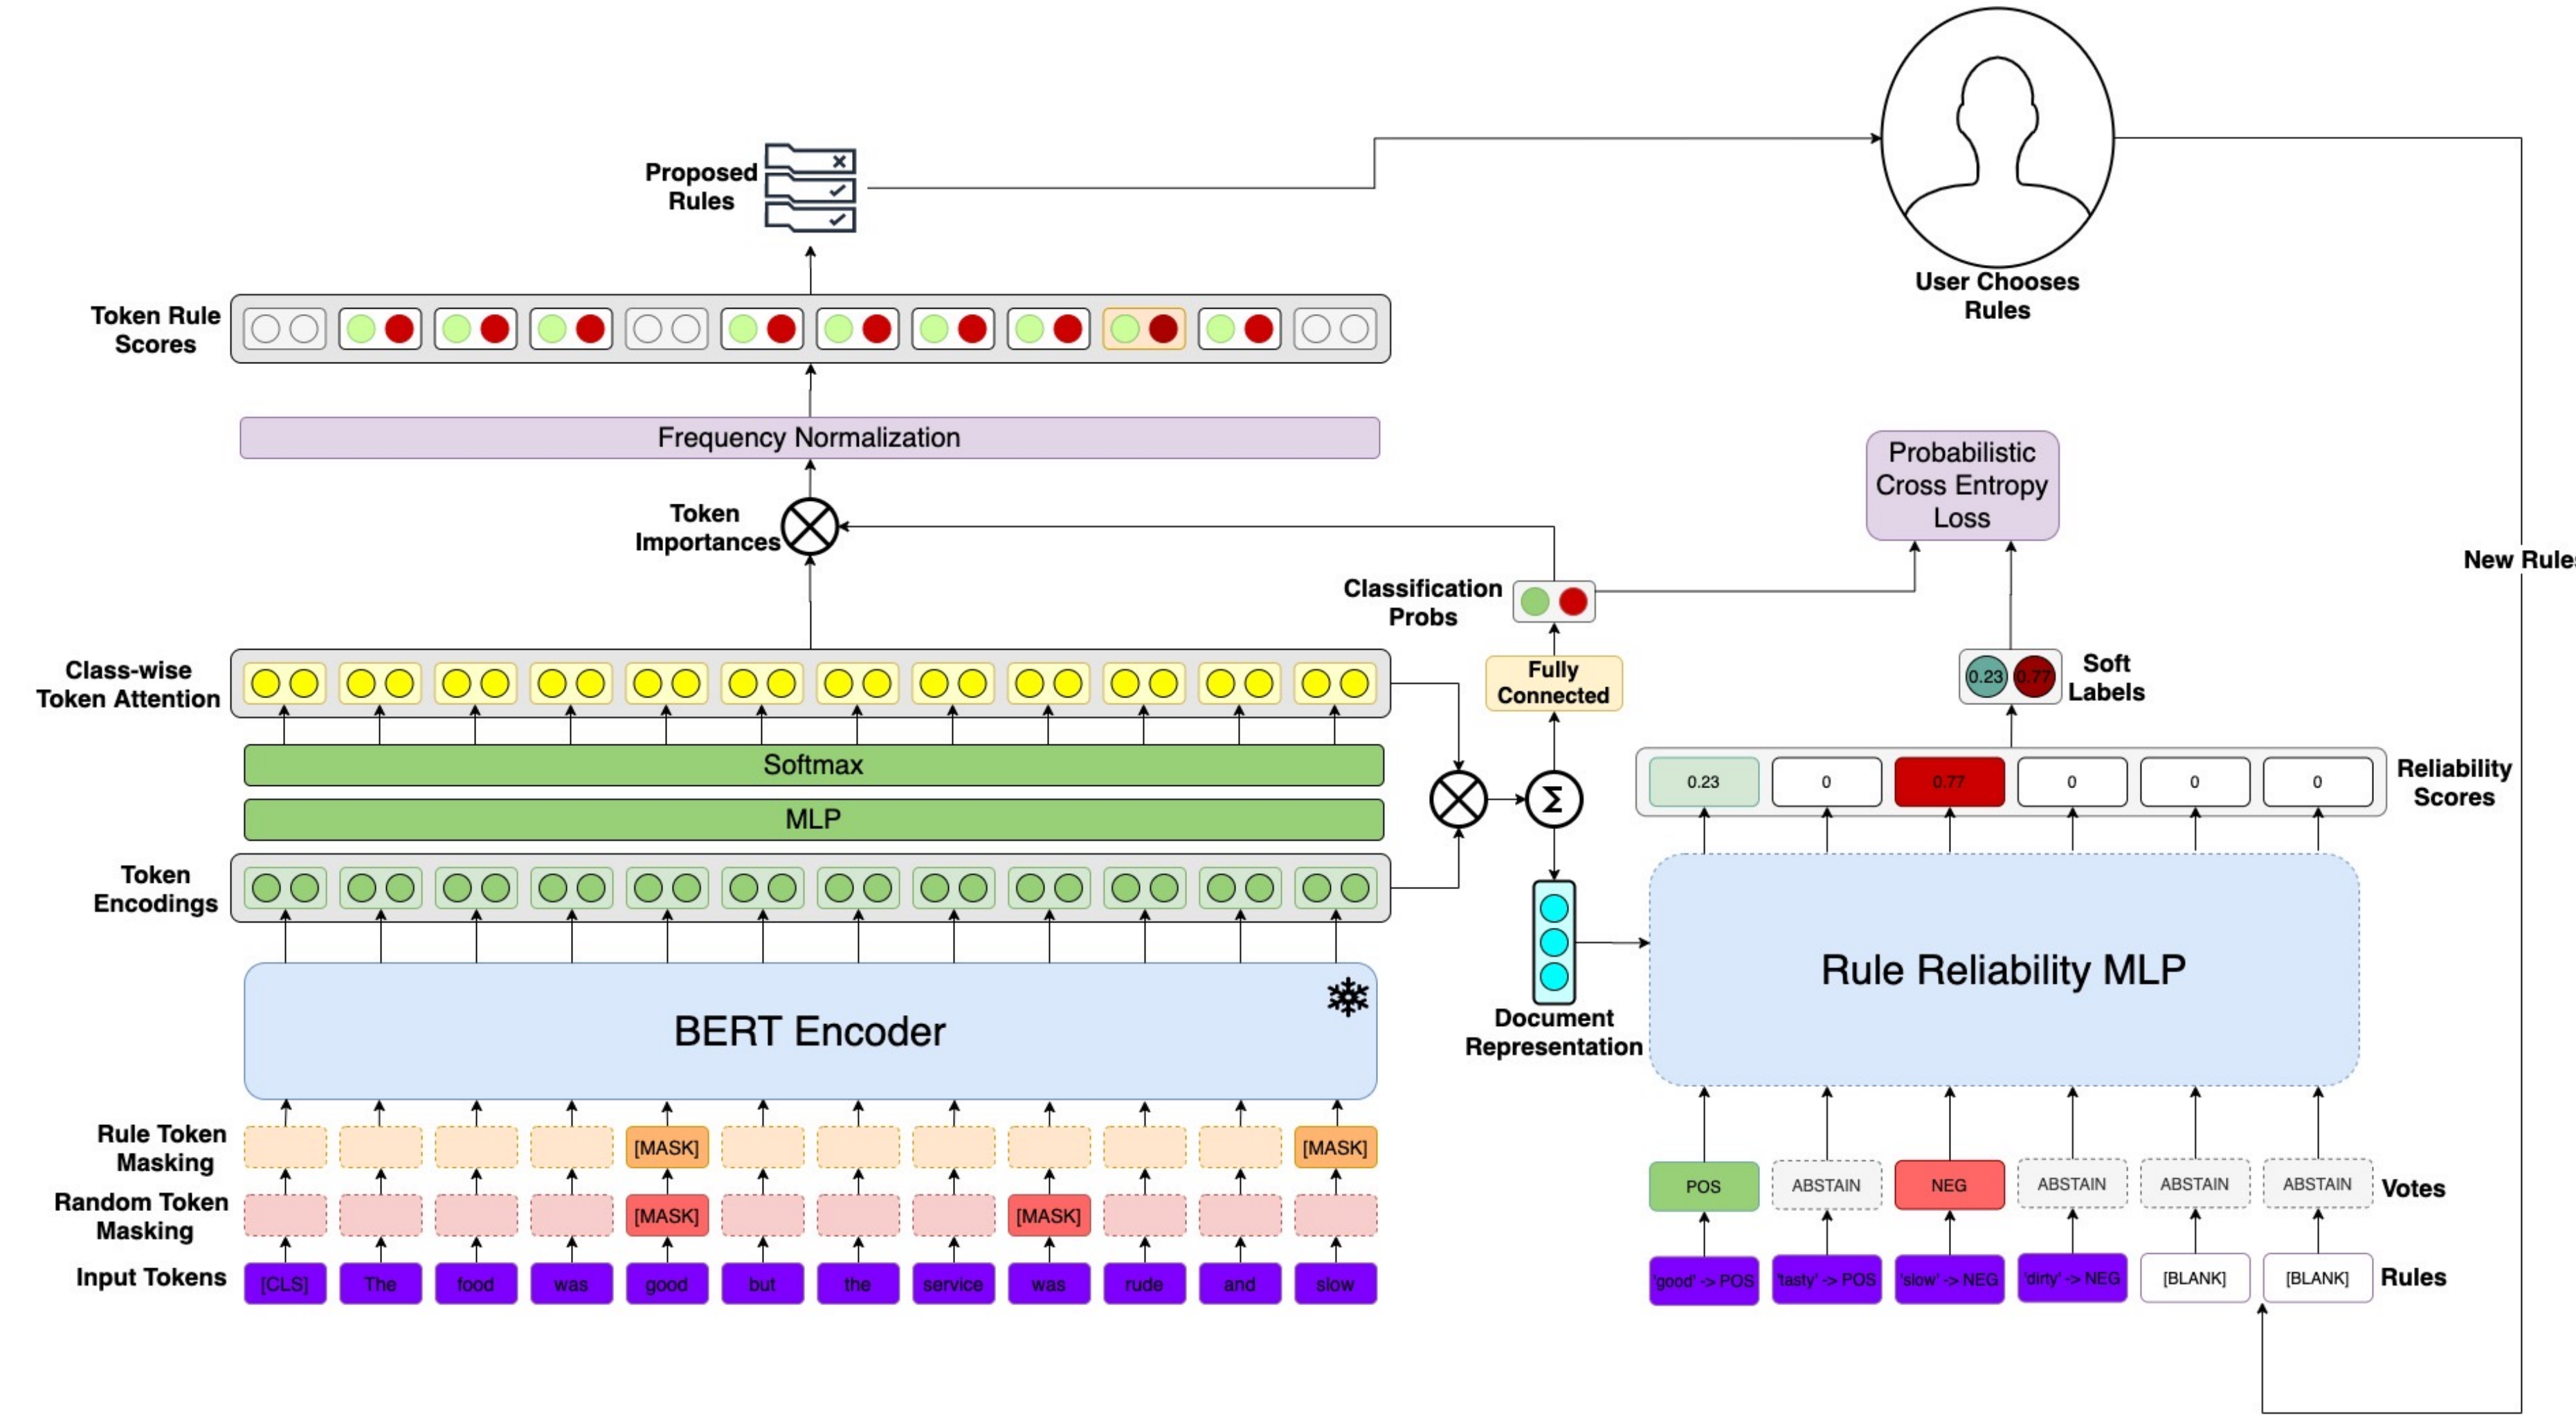 Proposed
Rules
User Chooses
Rules
Token Rule
Scores
Frequency Normalization
Probabilistic
Cross Entropy
Loss
Token
Importances
New Rules
Classification
Probs
Class-wise
Token Attention
Fully
Connected
0.23 0.77
Soft
Labels
Softmax
0.23 0 0.77 0 0 0
Reliability
Scores
MLP
Token
Encodings
BERT Encoder
Document
Representation
Rule Reliability MLP
Rule Token
Masking
[MASK] [MASK]
Random Token
Masking
[MASK] [MASK]
POS ABSTAIN NEG ABSTAIN ABSTAIN ABSTAIN Votes
Input Tokens [CLS] The food was good but the service was rude and slow
'good' -> POS 'tasty' -> POS 'slow' -> NEG 'dirty' -> NEG [BLANK] [BLANK] Rules